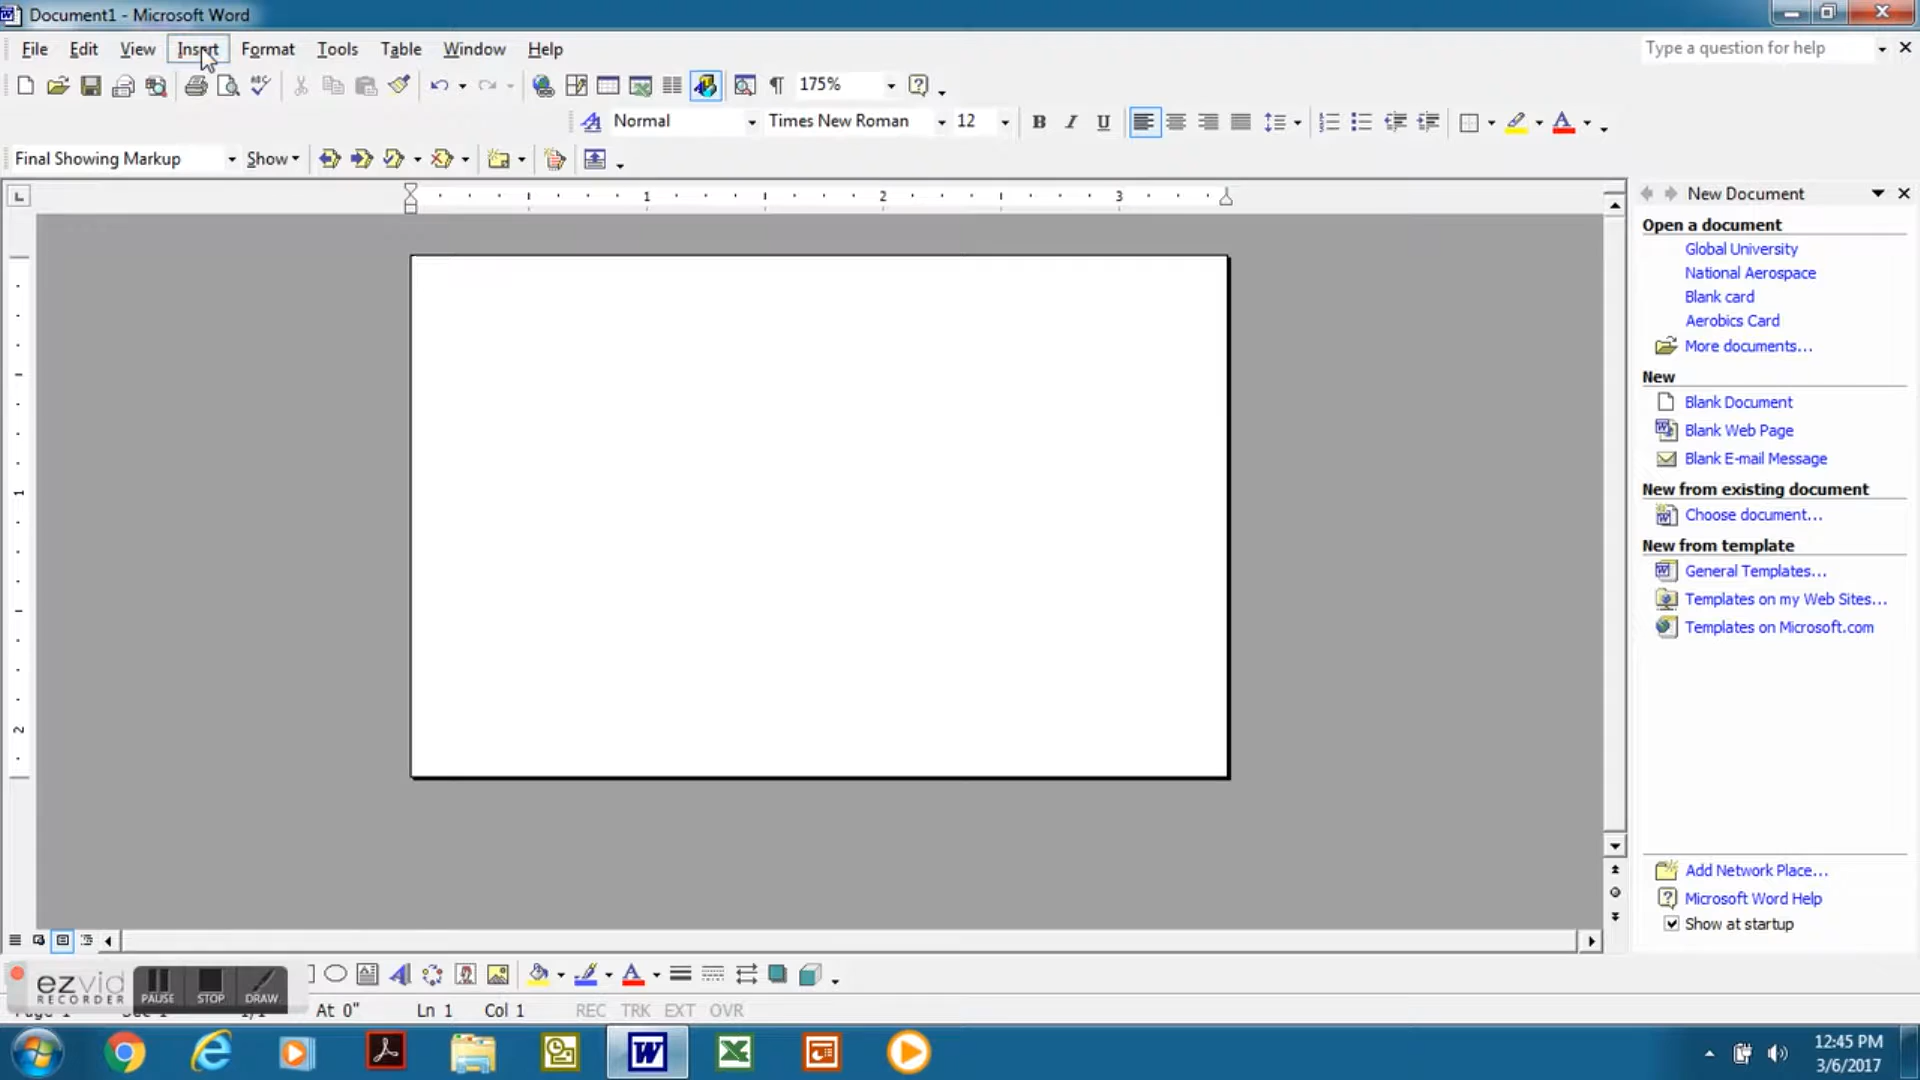 Document1 - Microsoft Word
File Edit View Insert Format Tools Table Window Help
Type a question for help
175%
Normal Times New Roman 12 B I U
Final Showing Markup Show
1 2 3
New Document
Open a document
Global University
National Aerospace
Blank card
Aerobics Card
More documents...
New
Blank Document
Blank Web Page
Blank E-mail Message
New from existing document
Choose document...
New from template
General Templates...
Templates on my Web Sites...
Templates on Microsoft.com
1
2
Add Network Place...
Microsoft Word Help
Show at startup
ezvid
RECORDER
PAUSE STOP DRAW
At 0" Ln 1 Col 1 REC TRK EXT OVR
12:45 PM
3/6/2017